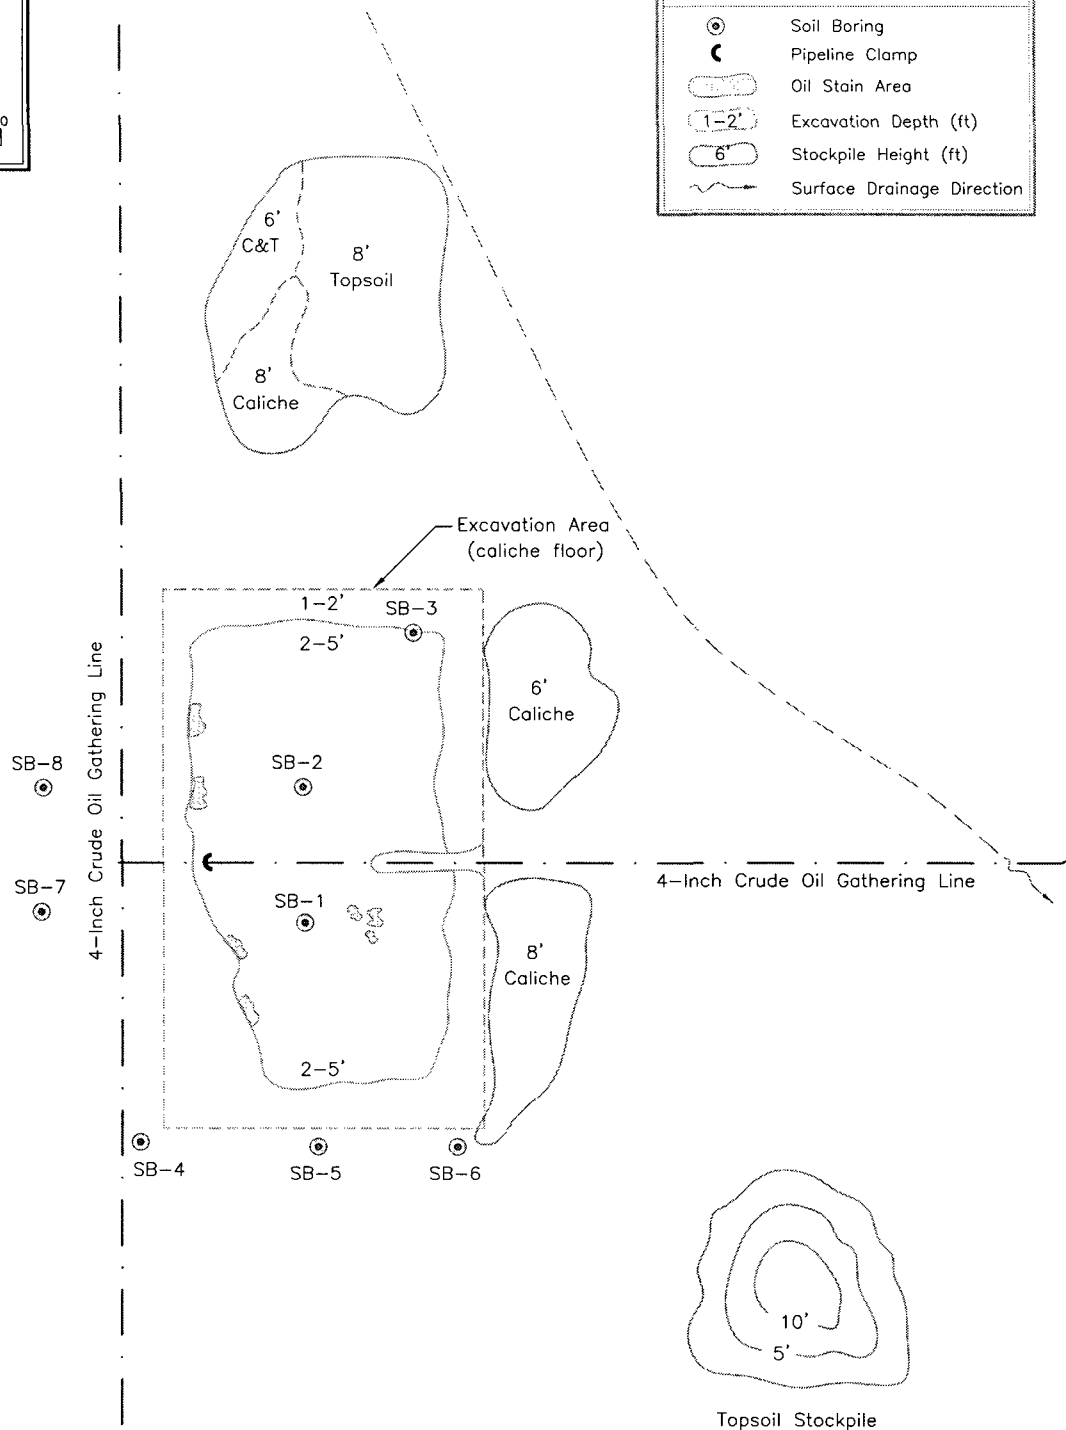 Soil Boring
Pipeline Clamp
Oil Stain Area
1-2' Excavation Depth (ft)
6' Stockpile Height (ft)
Surface Drainage Direction
6'
C&T
8'
Topsoil
8'
Caliche
Excavation Area
(caliche floor)
1-2'
SB-3
2-5'
6'
Caliche
4-Inch Crude Oil Gathering Line
SB-8
SB-2
SB-7
4-Inch Crude Oil Gathering Line
SB-1
8'
Caliche
2-5'
SB-4
SB-5
SB-6
10'
5'
Topsoil Stockpile